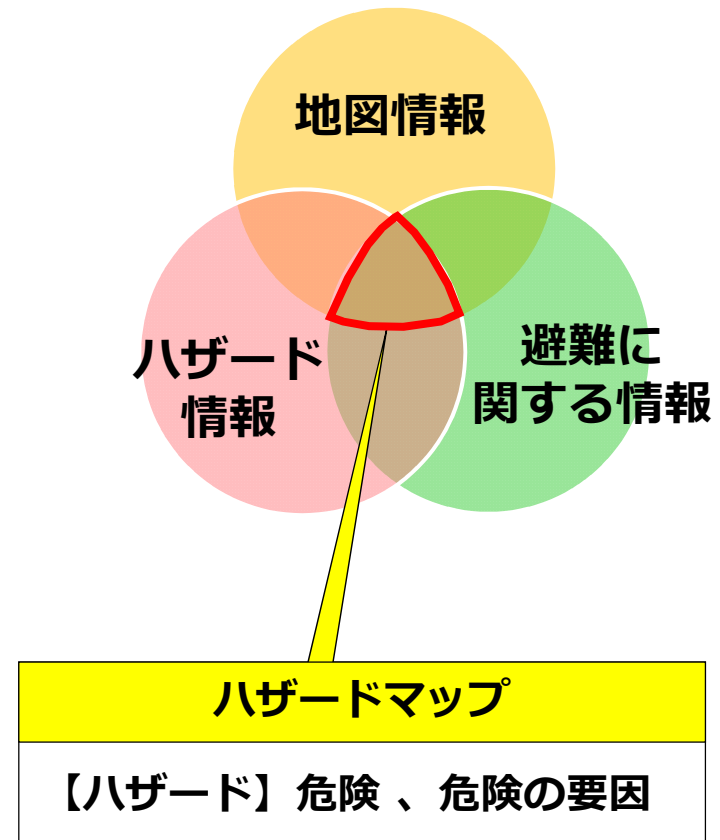 地図情報
ハザード
情報
避難に
関する情報
ハザードマップ
【ハザード】危険 、危険の要因